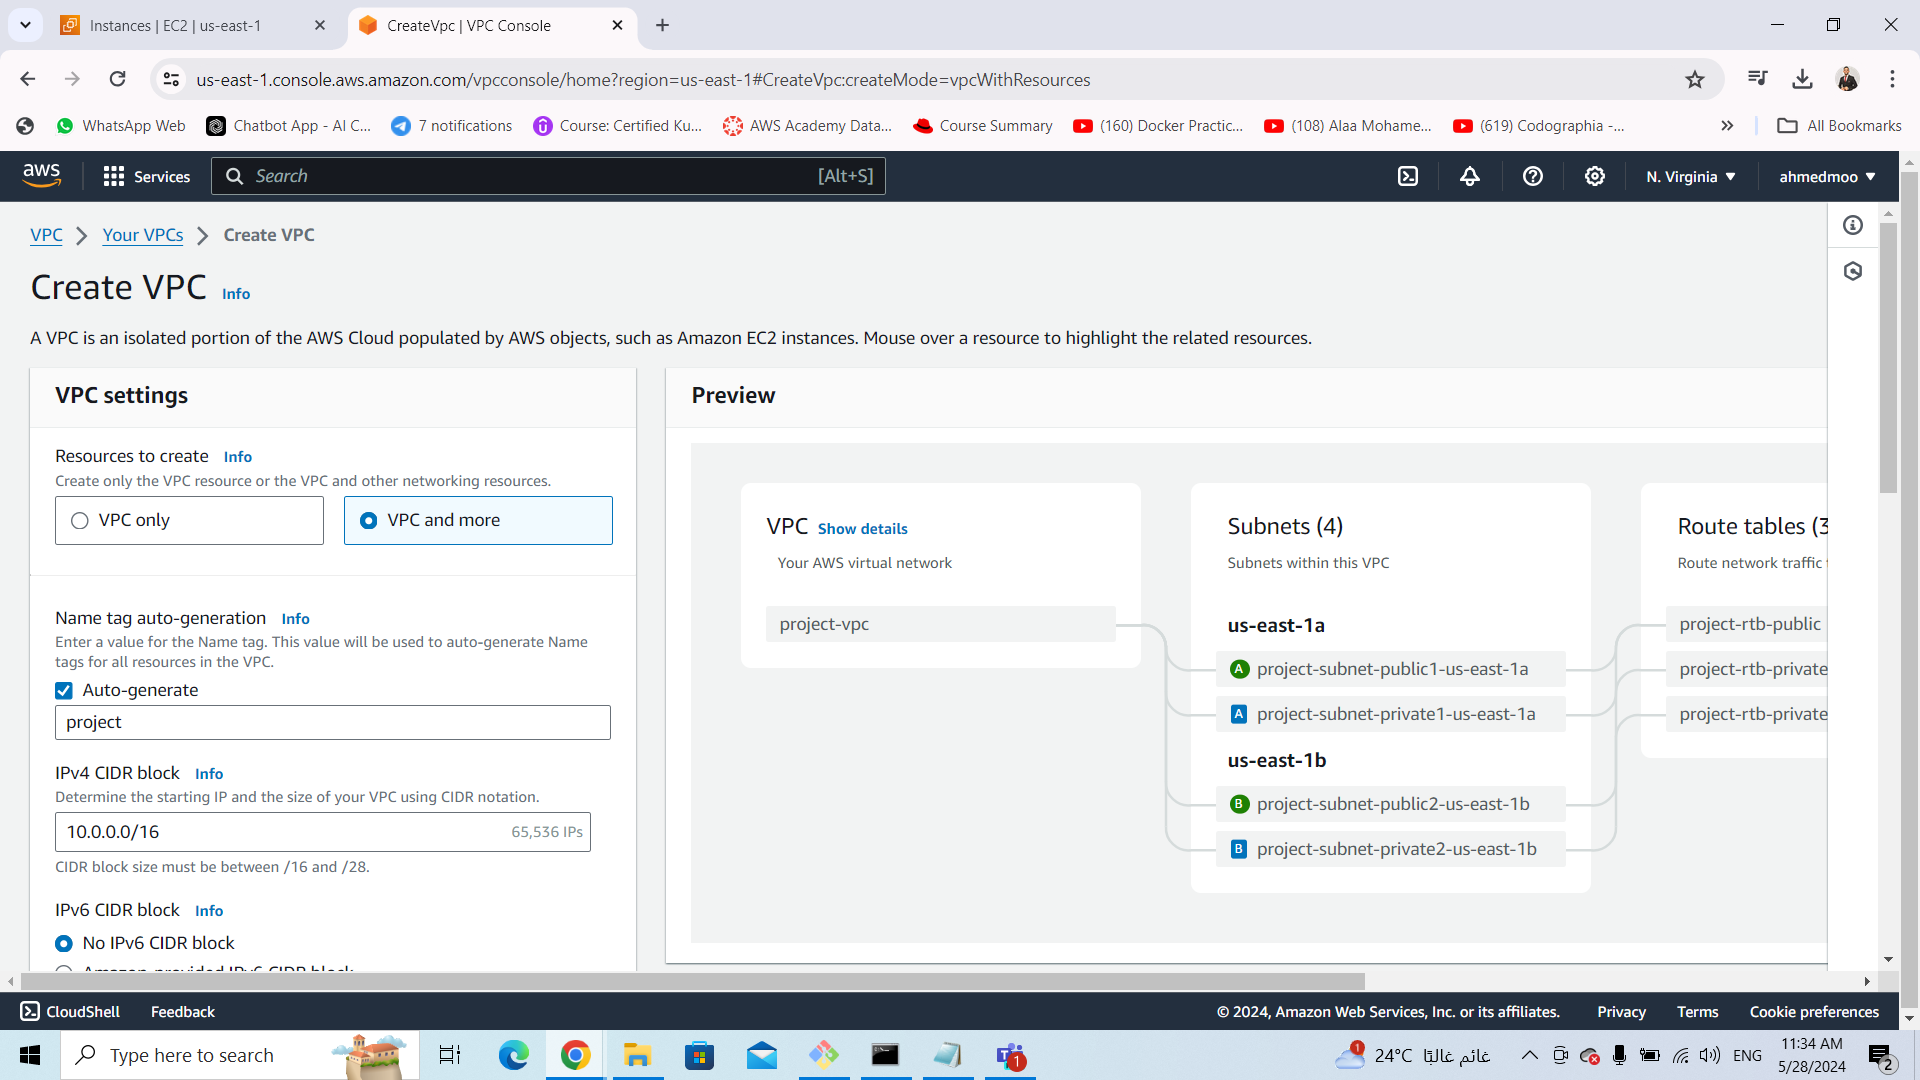 Instances | EC2 | us-east-1
CreateVpc | VPC Console
us-east-1.console.aws.amazon.com/vpcconsole/home?region=us-east-1#CreateVpc:createMode=vpcWithResources
WhatsApp Web
Chatbot App - AI C...
7 notifications
Course: Certified Ku...
AWS Academy Data...
Course Summary
(160) Docker Practic...
(108) Alaa Mohame...
(619) Codographia -...
All Bookmarks
aws
Services
Search
[Alt+S]
N. Virginia
ahmedmoo
VPC
Your VPCs
Create VPC
Create VPC Info
A VPC is an isolated portion of the AWS Cloud populated by AWS objects, such as Amazon EC2 instances. Mouse over a resource to highlight the related resources.
VPC settings
Resources to create Info
Create only the VPC resource or the VPC and other networking resources.
VPC only
VPC and more
Name tag auto-generation Info
Enter a value for the Name tag. This value will be used to auto-generate Name
tags for all resources in the VPC.
Auto-generate
project
IPv4 CIDR block Info
Determine the starting IP and the size of your VPC using CIDR notation.
10.0.0.0/16
65,536 IPs
CIDR block size must be between /16 and /28.
IPv6 CIDR block Info
No IPv6 CIDR block
Amazon-provided IPv6 CIDR block
Preview
VPC Show details
Your AWS virtual network
project-vpc
Subnets (4)
Subnets within this VPC
us-east-1a
A project-subnet-public1-us-east-1a
A project-subnet-private1-us-east-1a
us-east-1b
B project-subnet-public2-us-east-1b
B project-subnet-private2-us-east-1b
Route tables (3
Route network traffic
project-rtb-public
project-rtb-private
project-rtb-private
CloudShell
Feedback
© 2024, Amazon Web Services, Inc. or its affiliates.
Privacy
Terms
Cookie preferences
Type here to search
1
1
24°C غائم غالبًا
ENG
11:34 AM
5/28/2024
2